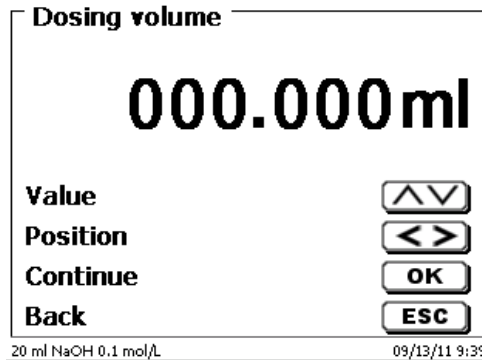 Dosing volume
000.000 ml
Value
Position
Continue OK
Back ESC
20 ml NaOH 0.1 mol/L 09/13/11 9:39